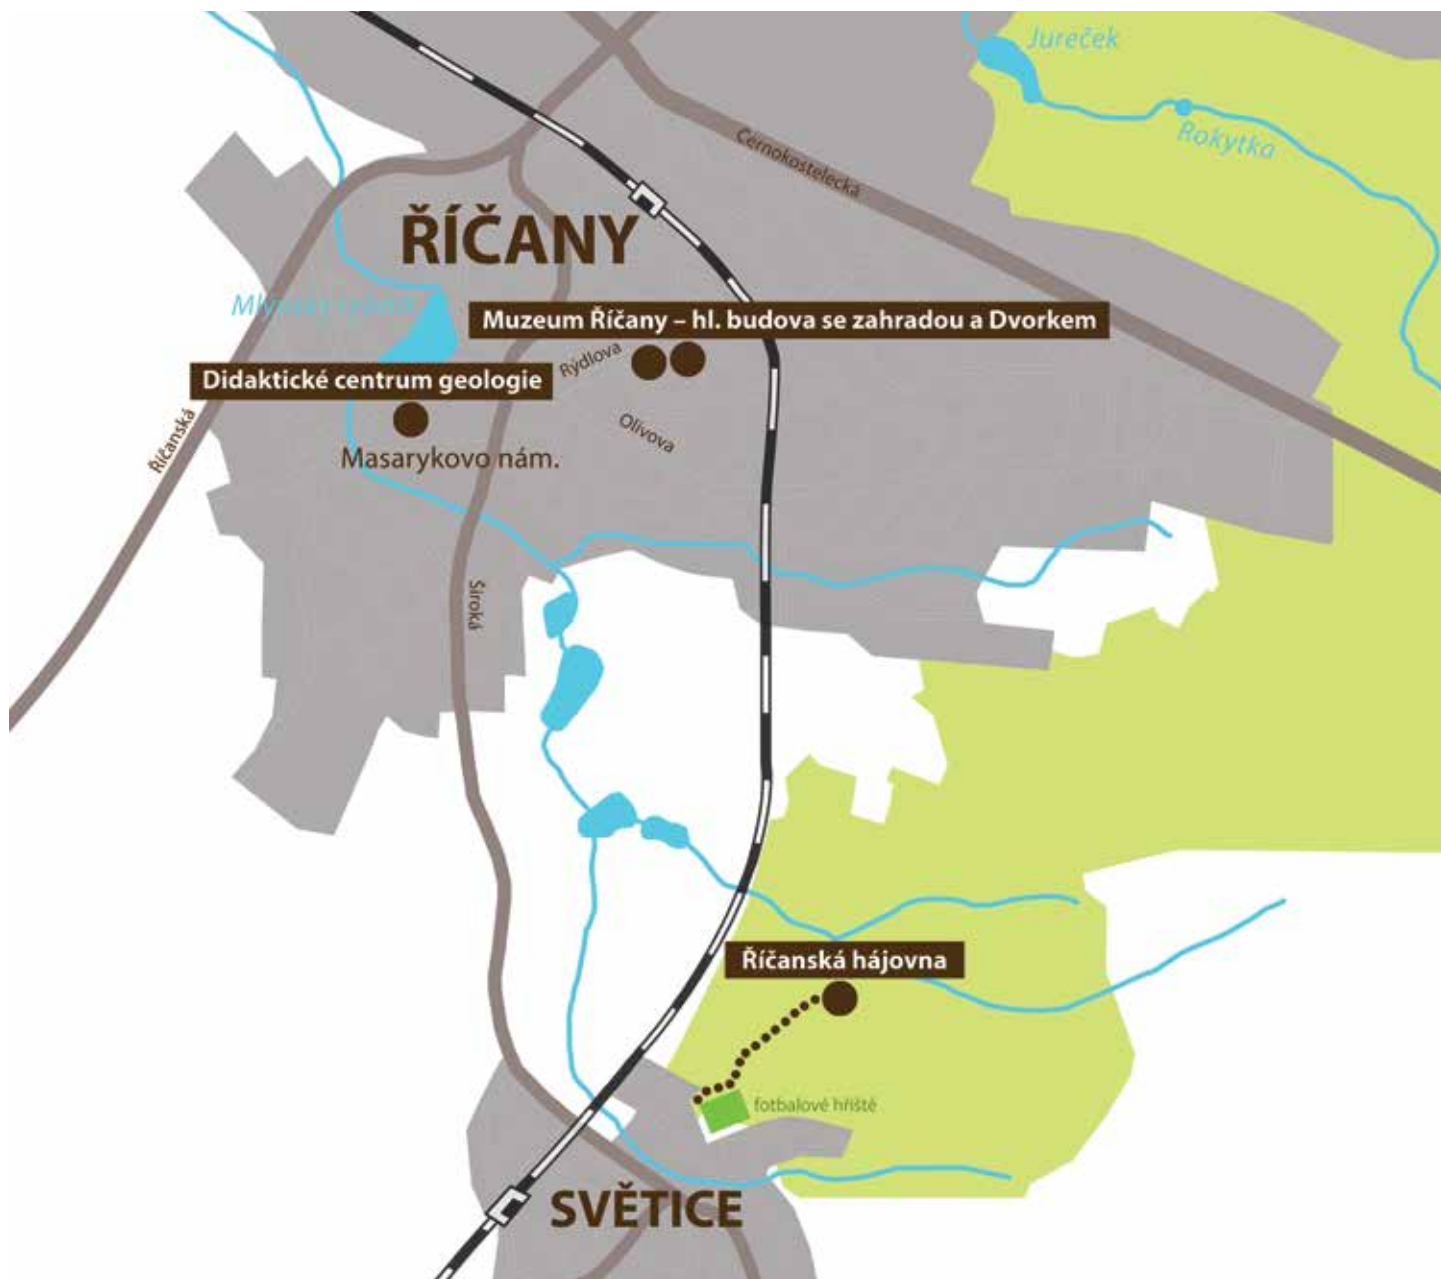 Jureček
Rokytka
Černokostelecká
ŘÍČANY
Muzeum Říčany – hl. budova se zahradou a Dvorkem
Rýdlova
Didaktické centrum geologie
Olivova
Říčanská
Masarykovo nám.
Široká
Říčanská hájovna
fotbalové hřiště
SVĚTICE